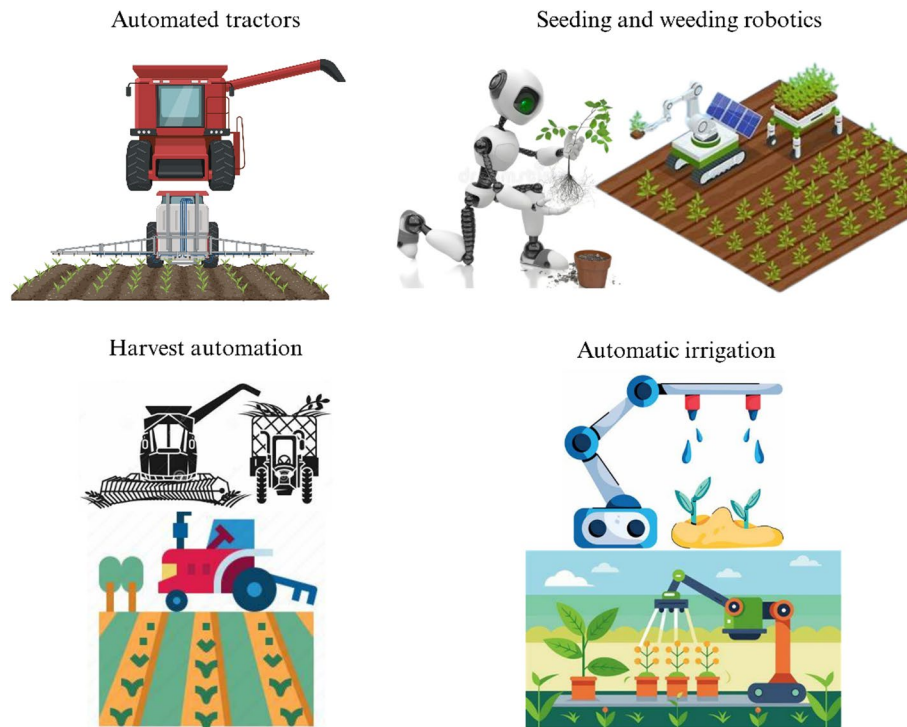 Automated tractors
Seeding and weeding robotics
Harvest automation
Automatic irrigation